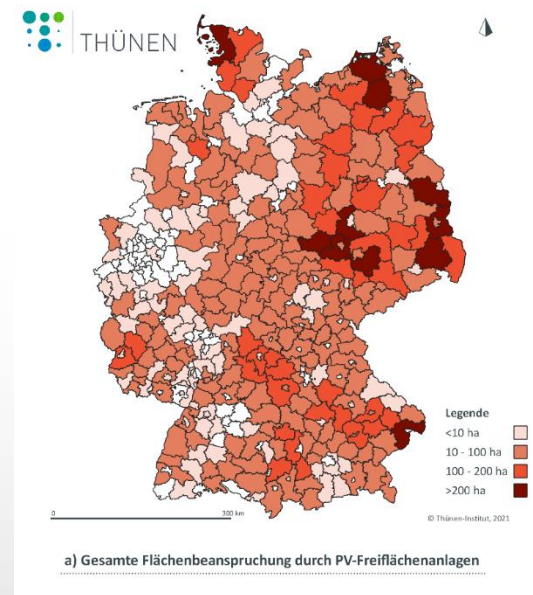 THÜNEN
Legende
<10 ha
10 - 100 ha
100 - 200 ha
>200 ha
0 300 km
© Thünen-Institut, 2021
a) Gesamte Flächenbeanspruchung durch PV-Freiflächenanlagen